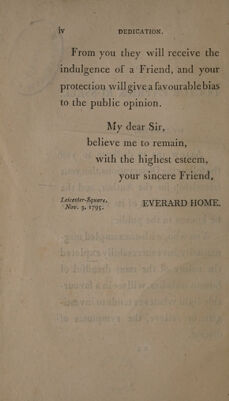 iv DEDICATION.
From you they will receive the
indulgence of a Friend, and your
protection will give a favourable bias
to the public opinion.
My dear Sir,
believe me to remain,
with the highest esteem,
your sincere Friend,
Leicester-Square,
Nov. 3, 1795.
EVERARD HOME.